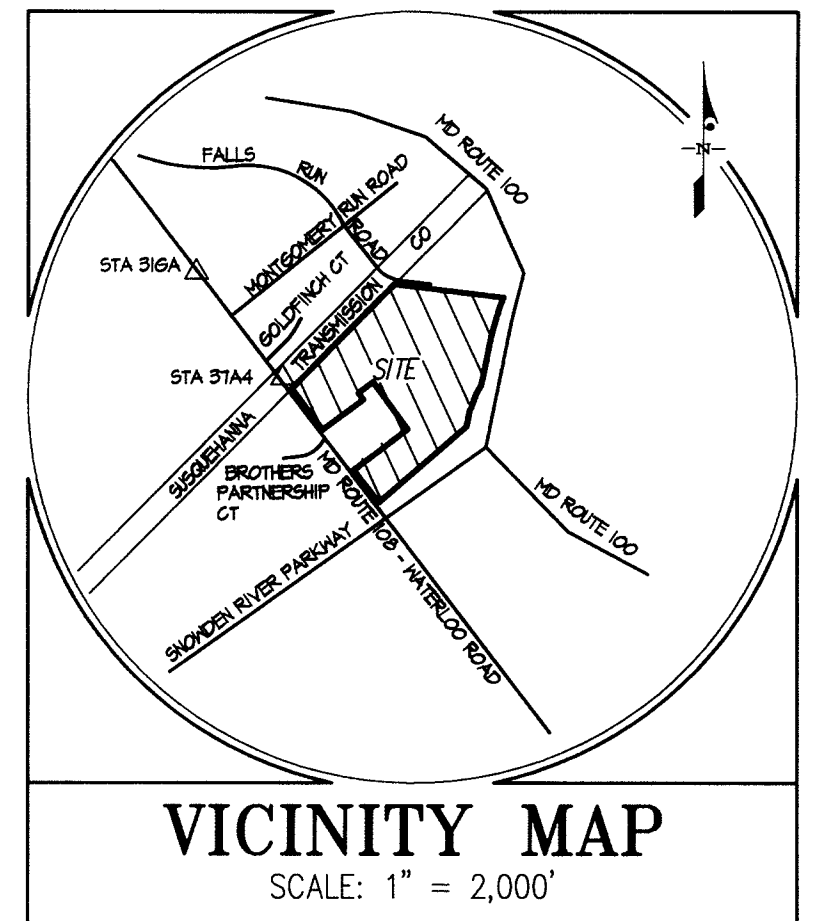 MD ROUTE 100
FALLS RUN ROAD
-N-
MONTGOMERY RUN ROAD
STA 31GA
GOLDFINCH CT
SUSQUEHANNA TRANSMISSION CO
STA 37A4
SITE
BROTHERS
PARTNERSHIP
CT
MD ROUTE 108 - WATERLOO ROAD
MD ROUTE 100
SNOWDEN RIVER PARKWAY
VICINITY MAP
SCALE: 1" = 2,000'